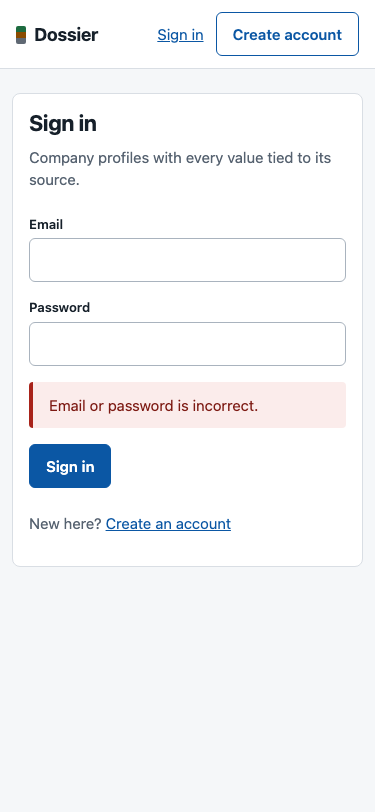 Dossier
Sign in
Create account
Sign in
Company profiles with every value tied to its
source.
Email
Password
Email or password is incorrect.
Sign in
New here? Create an account